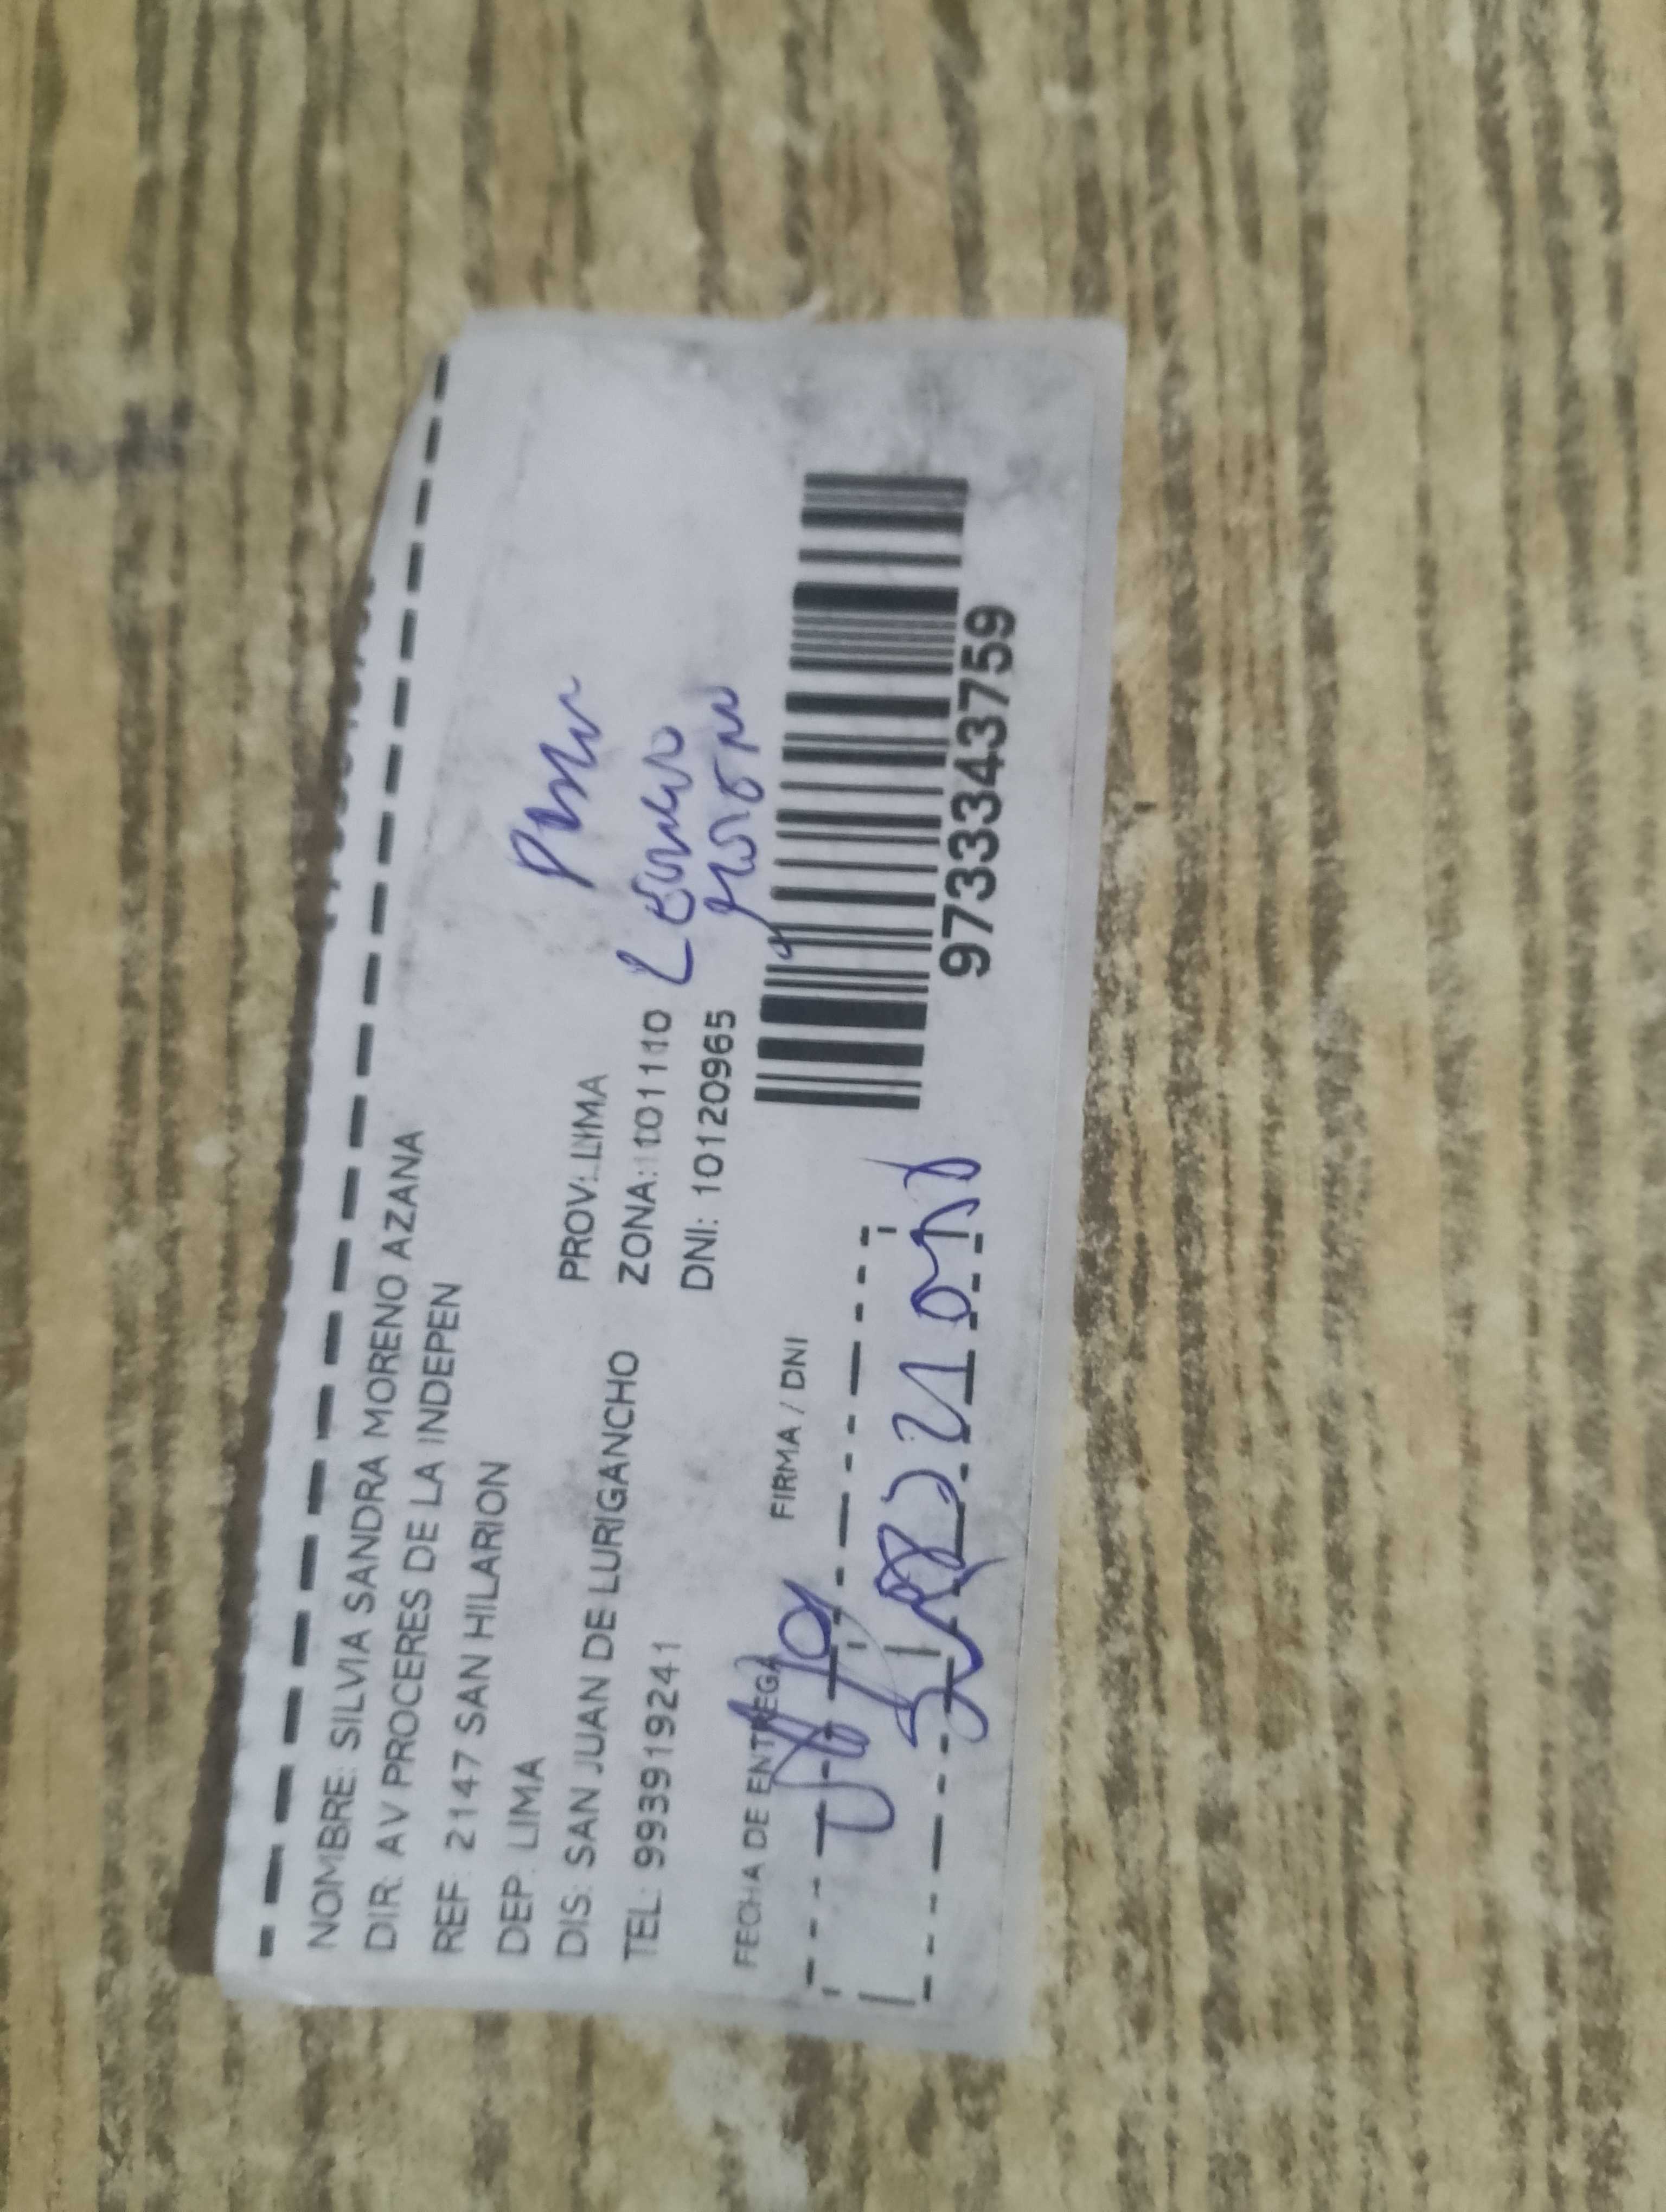 NOMBRE: SILVIA SANDRA MORENO AZANA
DIR: AV PROCERES DE LA INDEPEN
REF: 2147 SAN HILARION
DEP: LIMA PROV: LIMA
DIS: SAN JUAN DE LURIGANCHO ZONA: 101110
TEL: 993919241 DNI: 10120965
FECHA DE ENTREGA FIRMA / DNI
9733343759